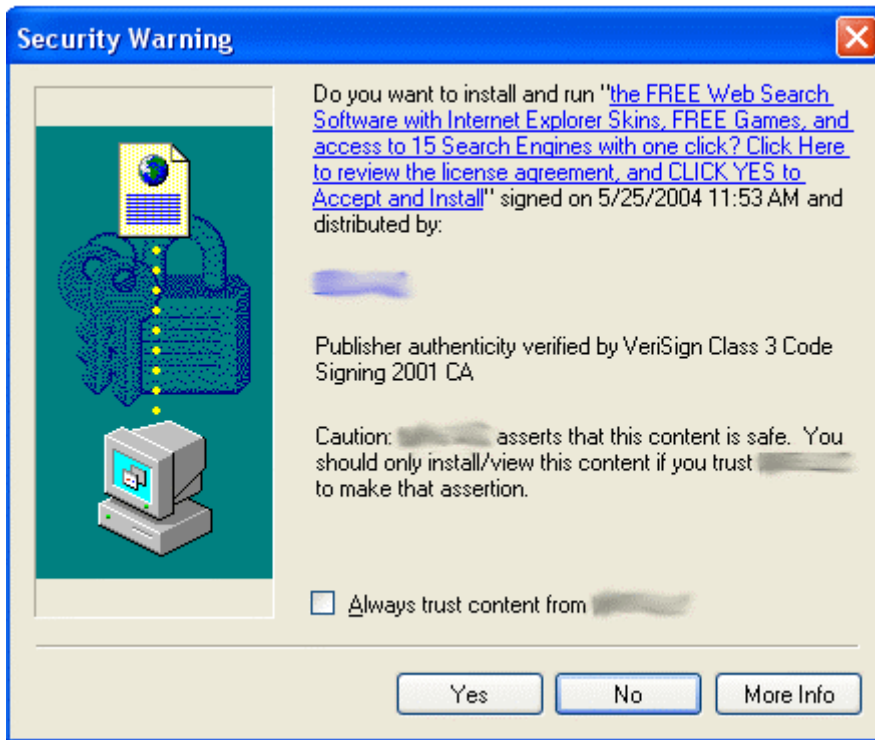 Security Warning
Do you want to install and run "the FREE Web Search
Software with Internet Explorer Skins, FREE Games, and
access to 15 Search Engines with one click? Click Here
to review the license agreement, and CLICK YES to
Accept and Install" signed on 5/25/2004 11:53 AM and
distributed by:
Publisher authenticity verified by VeriSign Class 3 Code
Signing 2001 CA
Caution: asserts that this content is safe. You
should only install/view this content if you trust
to make that assertion.
Always trust content from
Yes
No
More Info